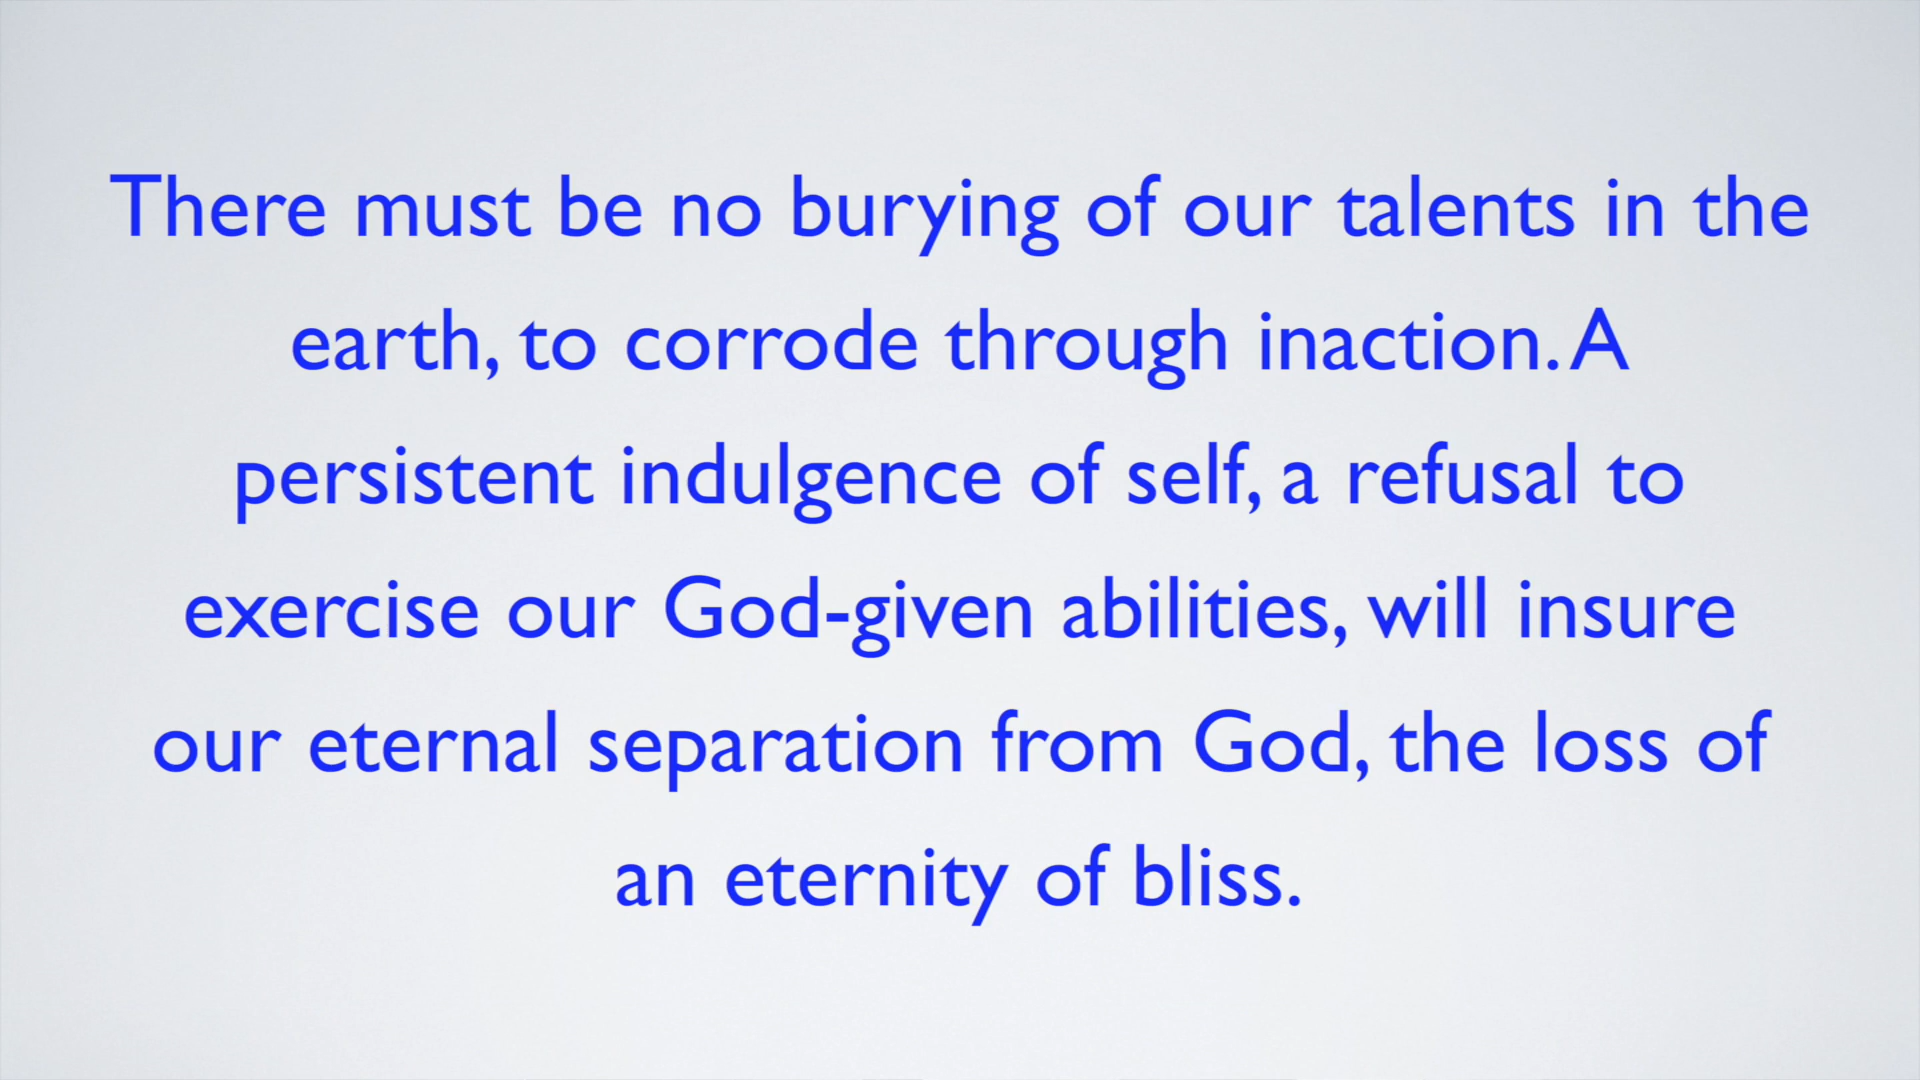 There must be no burying of our talents in the
earth, to corrode through inaction. A
persistent indulgence of self, a refusal to
exercise our God-given abilities, will insure
our eternal separation from God, the loss of
an eternity of bliss.